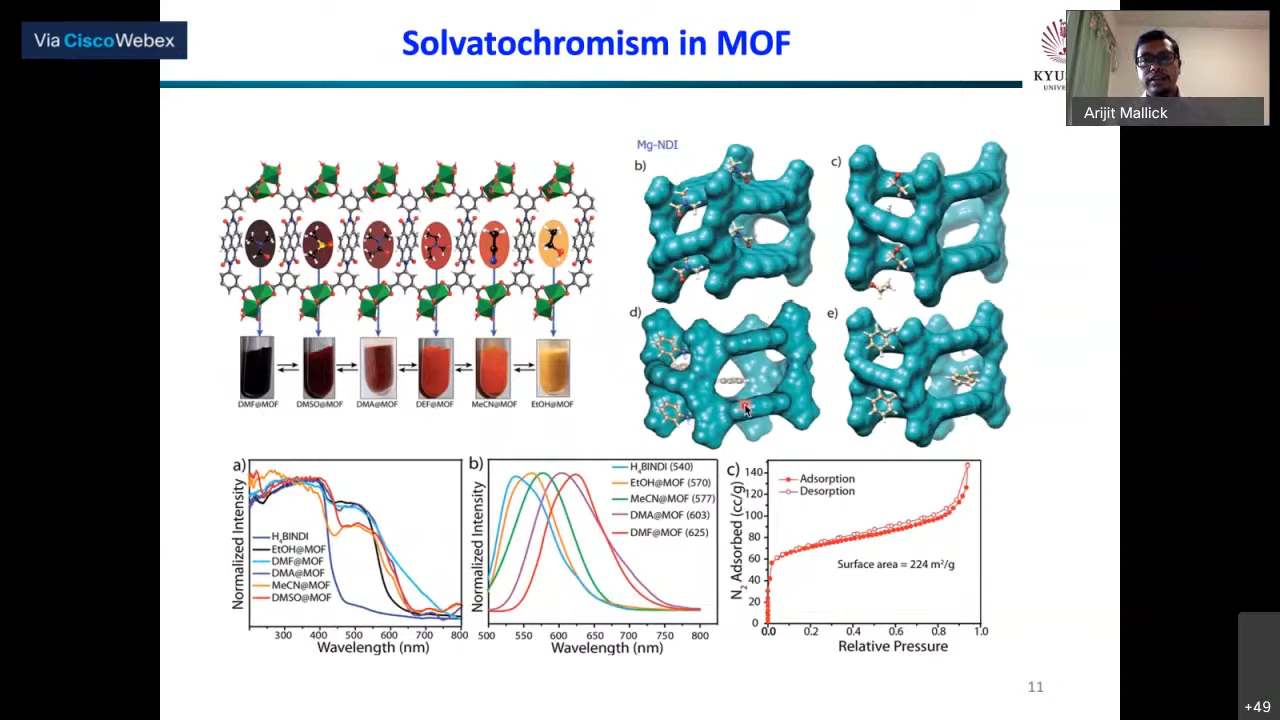 Via CiscoWebex
Solvatochromism in MOF
Arijit Mallick
Mg-NDI
b)
c)
d)
e)
DMF@MOF
DMSO@MOF
DMA@MOF
DEF@MOF
MeCN@MOF
EtOH@MOF
a)
Normalized Intensity
H₄BINDI
EtOH@MOF
DMF@MOF
DMA@MOF
MeCN@MOF
DMSO@MOF
300 400 500 600 700 800
Wavelength (nm)
b)
Normalized Intensity
H₄BINDI (540)
EtOH@MOF (570)
MeCN@MOF (577)
DMA@MOF (603)
DMF@MOF (625)
500 550 600 650 700 750 800
Wavelength (nm)
c)
N₂ Adsorbed (cc/g)
140
120
100
80
60
40
20
0
Adsorption
Desorption
Surface area = 224 m²/g
0.0 0.2 0.4 0.6 0.8 1.0
Relative Pressure
11
+49